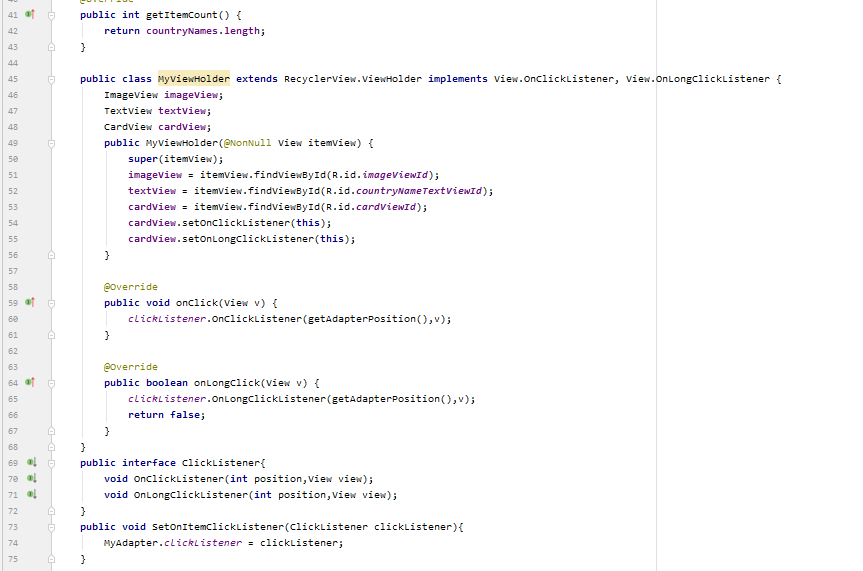 40 @Override
41 public int getItemCount() {
42 return countryNames.length;
43 }
44
45 public class MyViewHolder extends RecyclerView.ViewHolder implements View.OnClickListener, View.OnLongClickListener {
46 ImageView imageView;
47 TextView textView;
48 CardView cardView;
49 public MyViewHolder(@NonNull View itemView) {
50 super(itemView);
51 imageView = itemView.findViewById(R.id.imageViewId);
52 textView = itemView.findViewById(R.id.countryNameTextViewId);
53 cardView = itemView.findViewById(R.id.cardViewId);
54 cardView.setOnClickListener(this);
55 cardView.setOnLongClickListener(this);
56 }
57
58 @Override
59 public void onClick(View v) {
60 clickListener.OnClickListener(getAdapterPosition(),v);
61 }
62
63 @Override
64 public boolean onLongClick(View v) {
65 clickListener.OnLongClickListener(getAdapterPosition(),v);
66 return false;
67 }
68 }
69 public interface ClickListener{
70 void OnClickListener(int position,View view);
71 void OnLongClickListener(int position,View view);
72 }
73 public void SetOnItemClickListener(ClickListener clickListener){
74 MyAdapter.clickListener = clickListener;
75 }